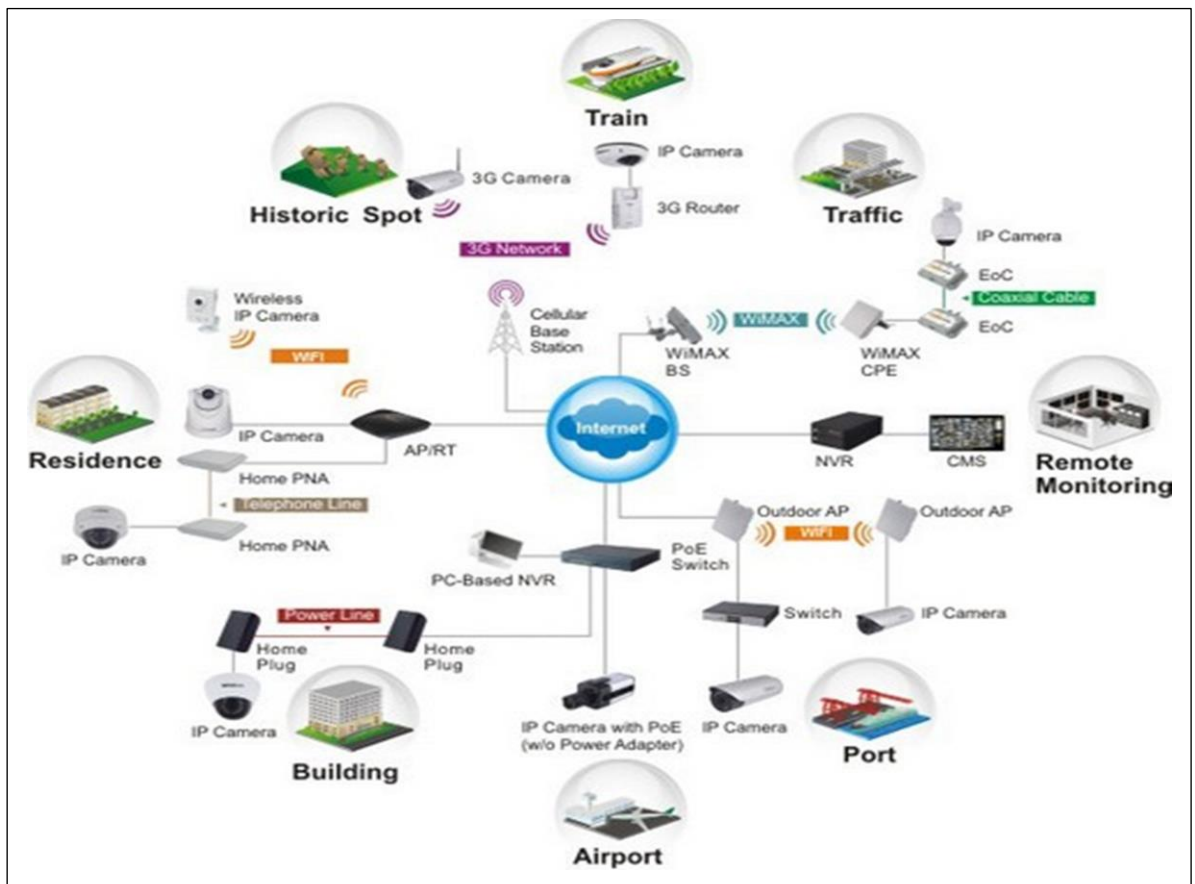 Train
IP Camera
3G Camera
3G Router
Historic Spot
3G Network
Traffic
IP Camera
EoC
Coaxial Cable
EoC
Wireless
IP Camera
WIFI
Cellular
Base
Station
WiMAX
WiMAX
BS
WiMAX
CPE
Residence
IP Camera
AP/RT
Internet
NVR
CMS
Remote
Monitoring
Home PNA
Telephone Line
Home PNA
IP Camera
Outdoor AP
WIFI
Outdoor AP
PC-Based NVR
PoE
Switch
Switch
IP Camera
Power Line
Home
Plug
Home
Plug
IP Camera
Building
IP Camera with PoE
(w/o Power Adapter)
IP Camera
Port
Airport